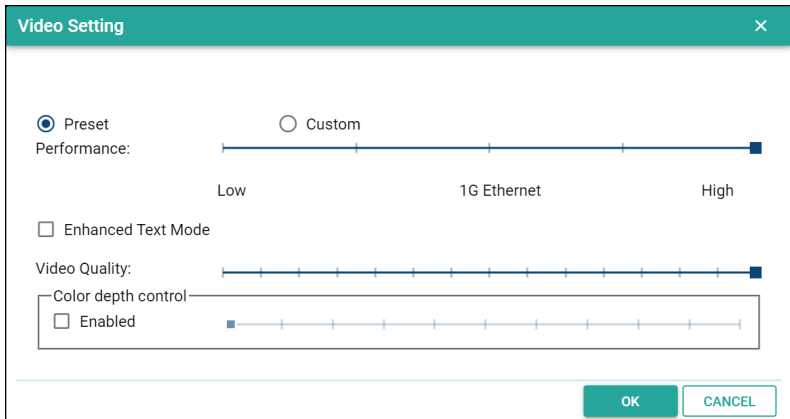 Video Setting
Preset Custom
Performance:
Low 1G Ethernet High
Enhanced Text Mode
Video Quality:
Color depth control
Enabled
OK CANCEL